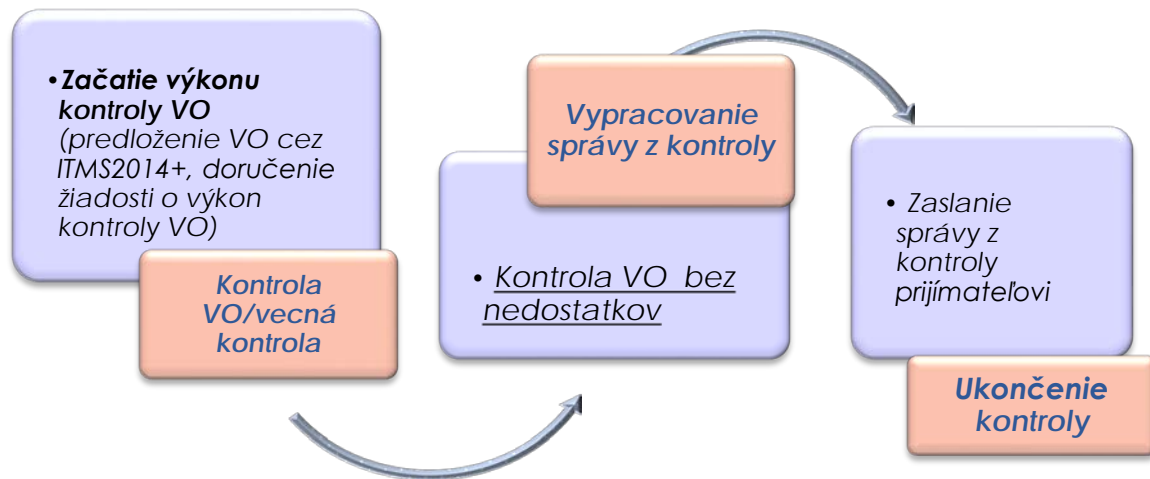 • Začatie výkonu
kontroly VO
(predloženie VO cez
ITMS2014+, doručenie
žiadosti o výkon
kontroly VO)
Kontrola
VO/vecná
kontrola
Vypracovanie
správy z kontroly
• Kontrola VO bez
nedostatkov
• Zaslanie
správy z
kontroly
prijímateľovi
Ukončenie
kontroly